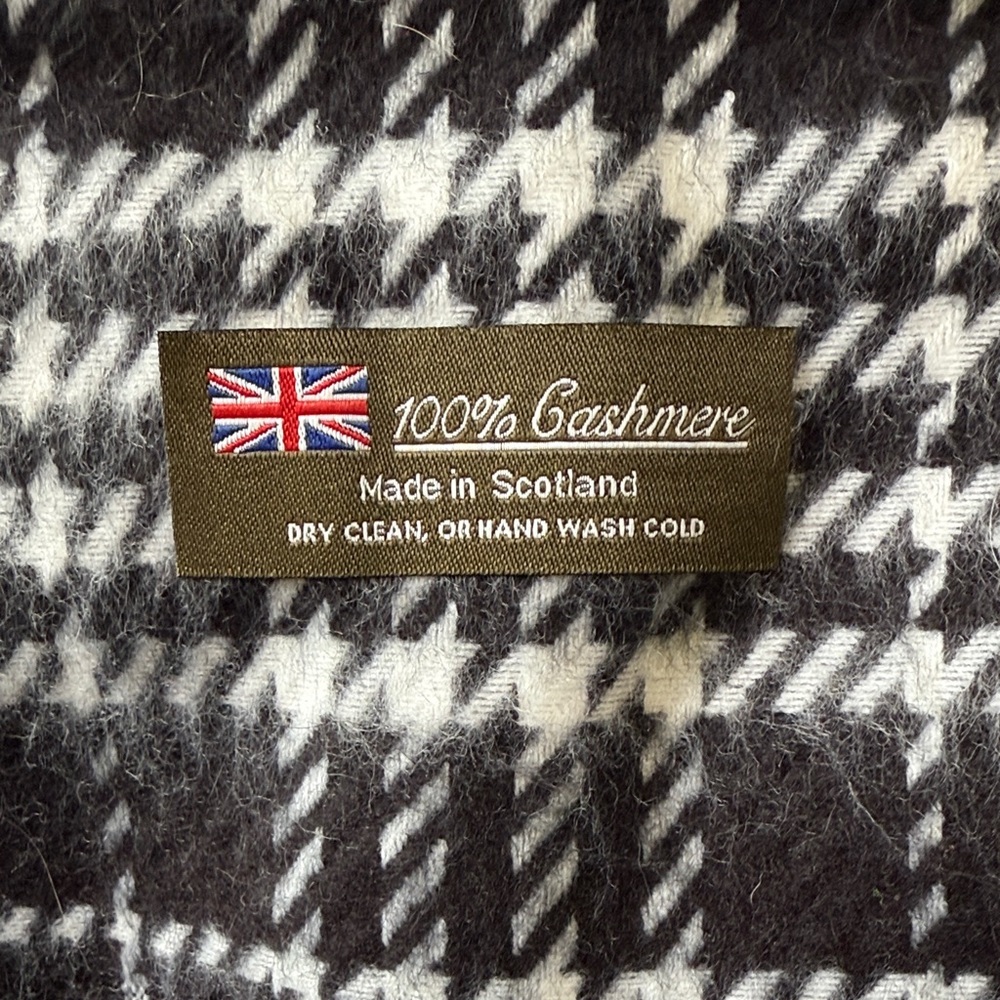 100% Cashmere
Made in Scotland
DRY CLEAN, OR HAND WASH COLD